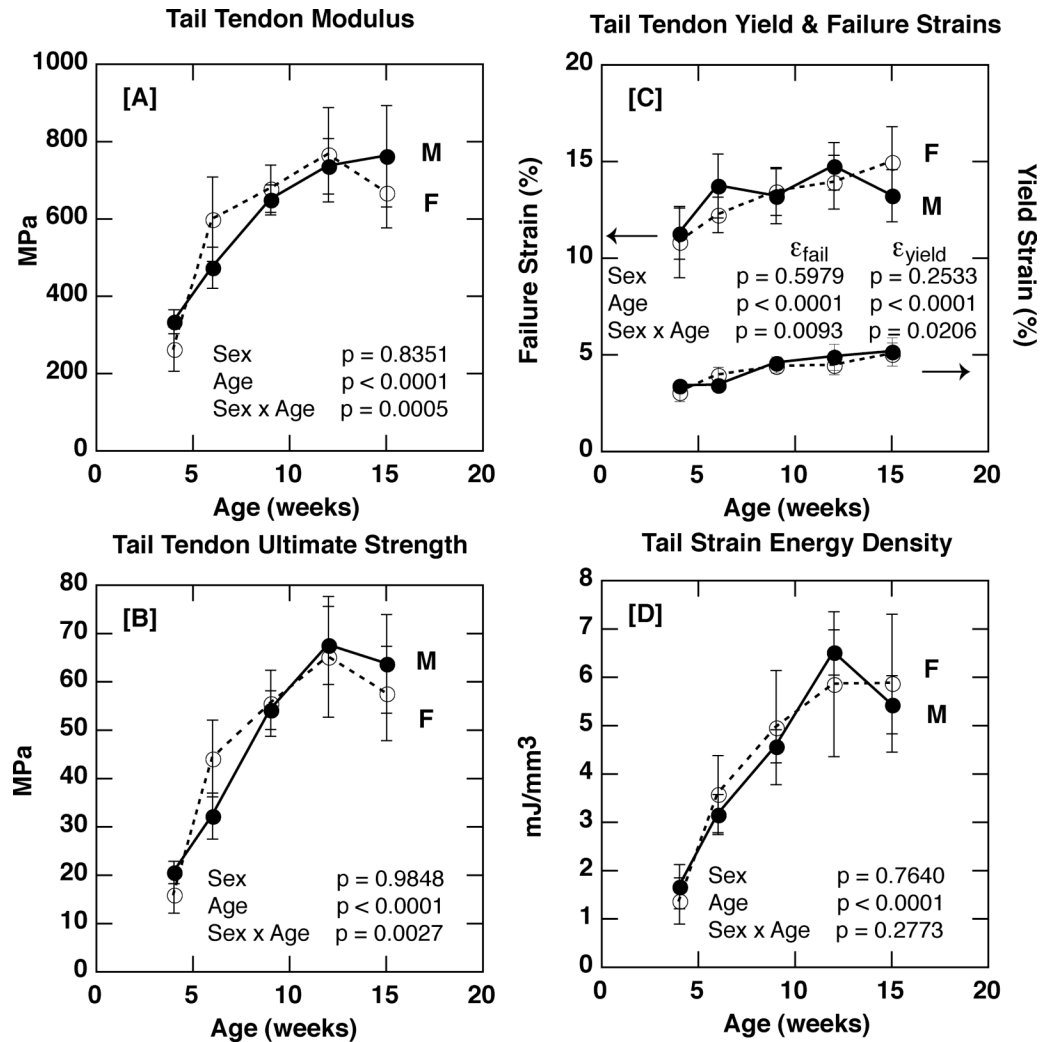 Tail Tendon Modulus
[A]
1000
800
600
400
200
0
MPa
M
F
Sex p = 0.8351
Age p < 0.0001
Sex x Age p = 0.0005
0 5 10 15 20
Age (weeks)
Tail Tendon Yield & Failure Strains
[C]
20
15
10
5
0
Failure Strain (%)
Yield Strain (%)
F
M
εfail εyield
Sex p = 0.5979 p = 0.2533
Age p < 0.0001 p < 0.0001
Sex x Age p = 0.0093 p = 0.0206
0 5 10 15 20
Age (weeks)
Tail Tendon Ultimate Strength
[B]
80
70
60
50
40
30
20
10
0
MPa
M
F
Sex p = 0.9848
Age p < 0.0001
Sex x Age p = 0.0027
0 5 10 15 20
Age (weeks)
Tail Strain Energy Density
[D]
8
7
6
5
4
3
2
1
0
mJ/mm3
F
M
Sex p = 0.7640
Age p < 0.0001
Sex x Age p = 0.2773
0 5 10 15 20
Age (weeks)